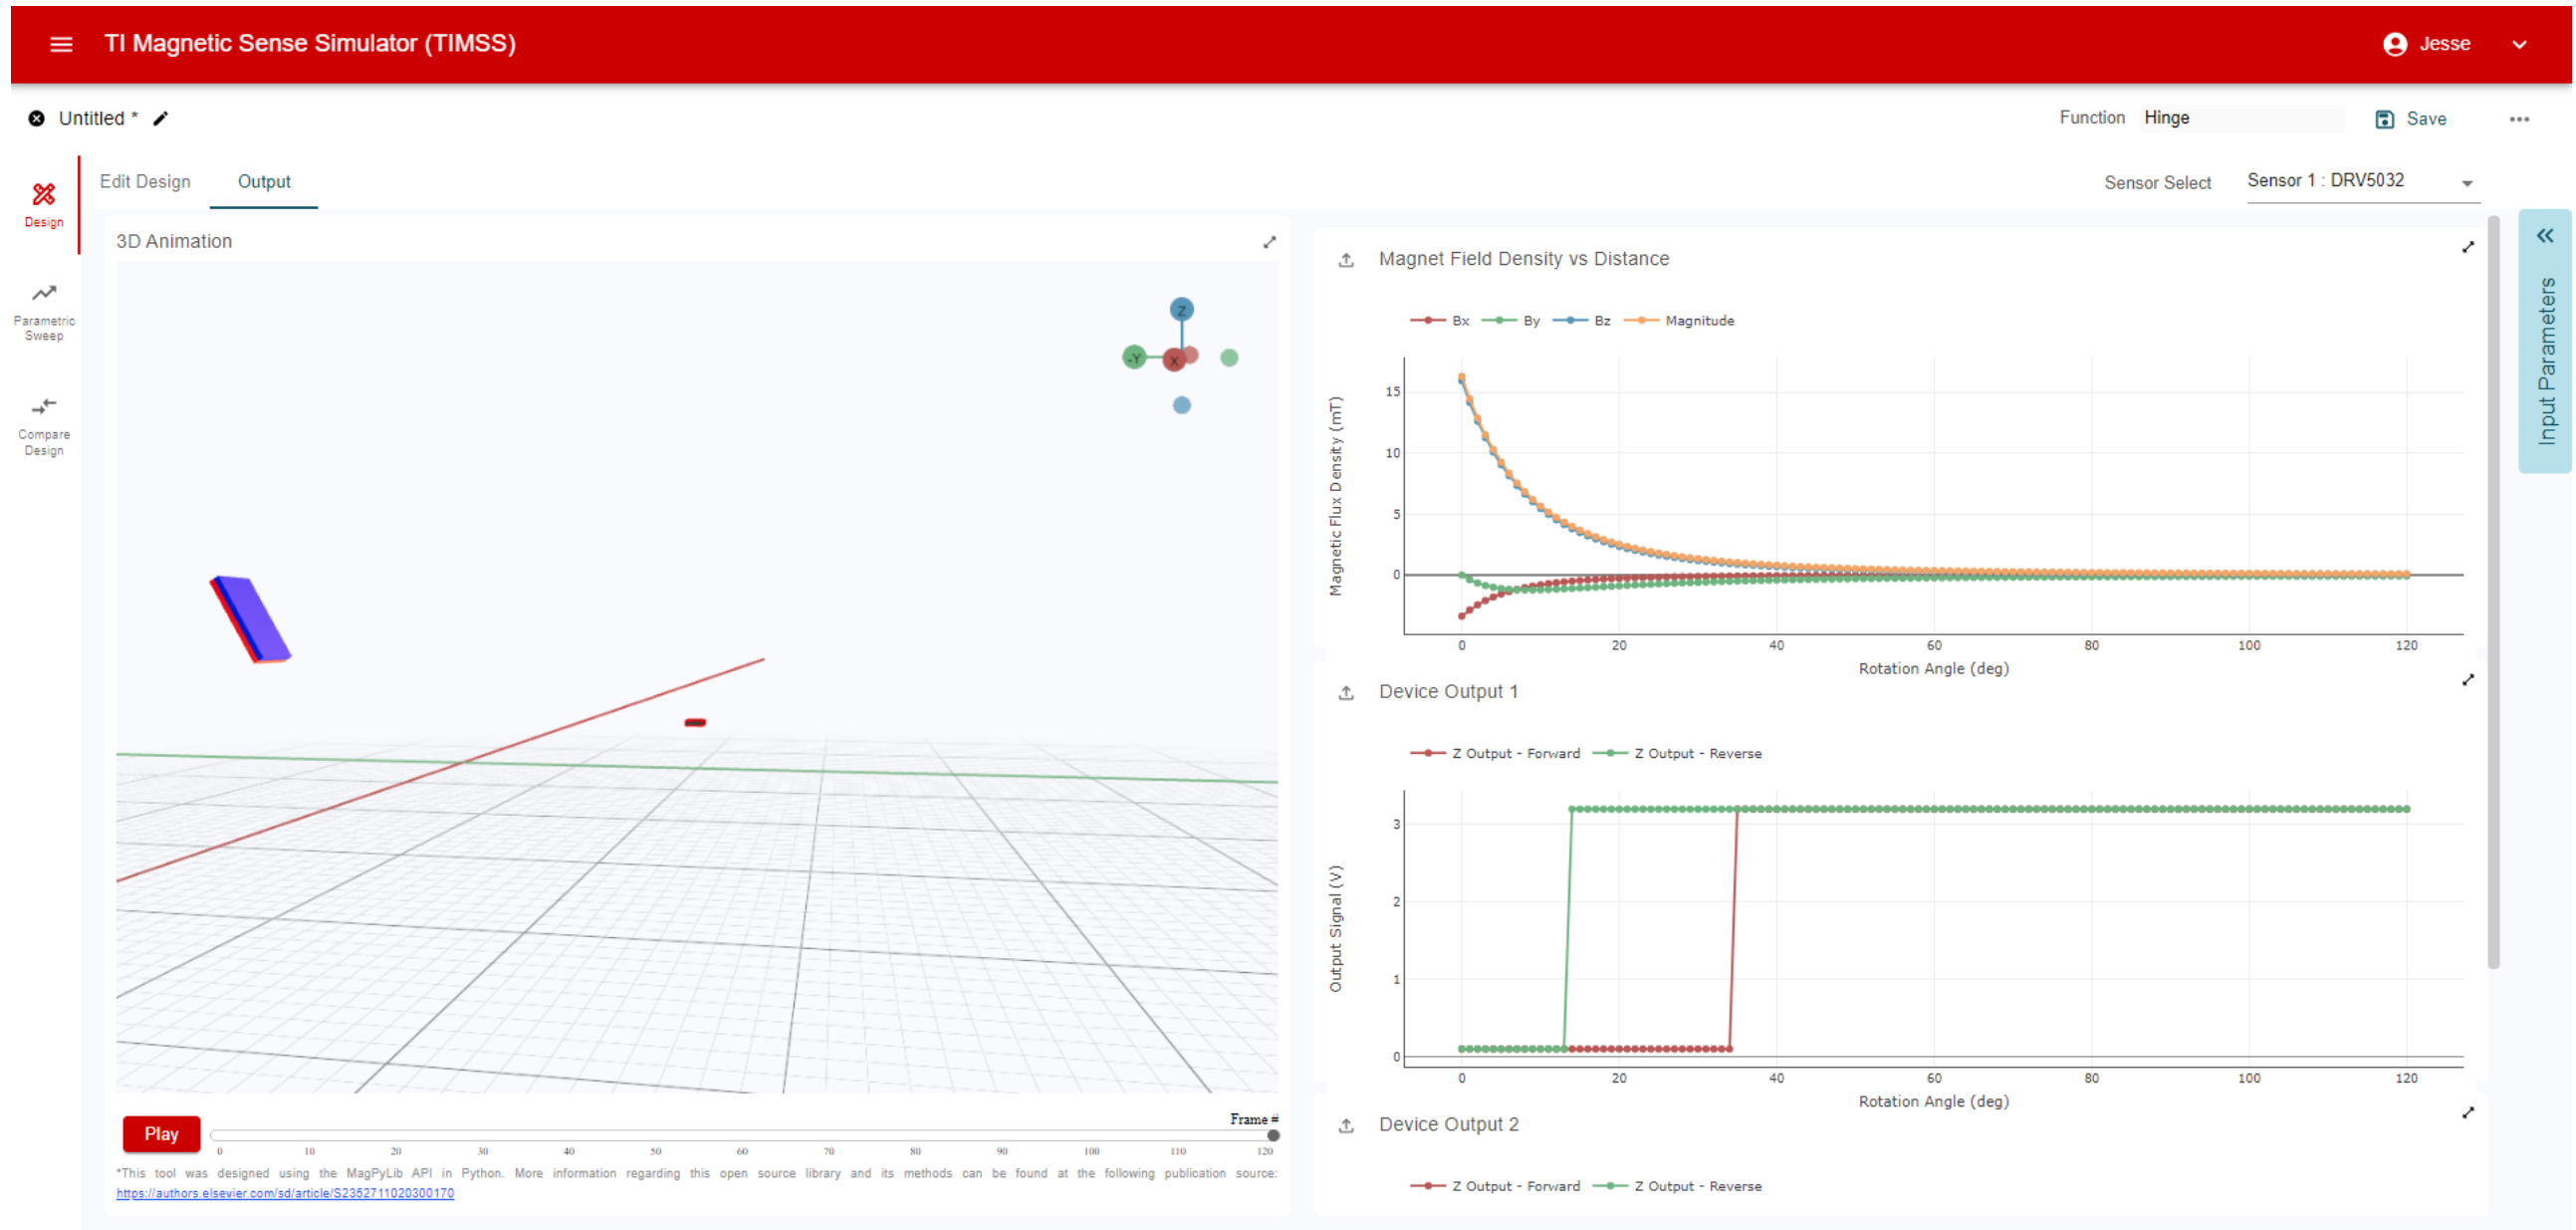 TI Magnetic Sense Simulator (TIMSS)
Jesse
Untitled *
Function Hinge
Save
Edit Design
Output
Sensor Select
Sensor 1 : DRV5032
Design
Parametric
Sweep
Compare
Design
3D Animation
Z
-Y
X
Play
Frame #
0 10 20 30 40 50 60 70 80 90 100 110 120
*This tool was designed using the MagPyLib API in Python. More information regarding this open source library and its methods can be found at the following publication source:
https://authors.elsevier.com/sd/article/S2352711020300170
Magnet Field Density vs Distance
Bx By Bz Magnitude
Magnetic Flux Density (mT)
15
10
5
0
0 20 40 60 80 100 120
Rotation Angle (deg)
Device Output 1
Z Output - Forward Z Output - Reverse
Output Signal (V)
3
2
1
0
0 20 40 60 80 100 120
Rotation Angle (deg)
Device Output 2
Z Output - Forward Z Output - Reverse
Input Parameters